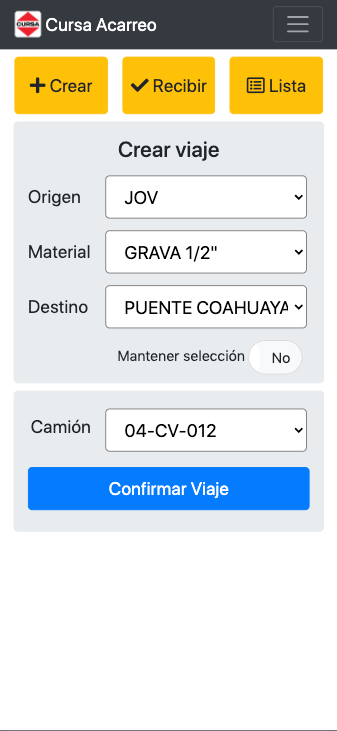 CURSA Cursa Acarreo
Crear Recibir Lista
Crear viaje
Origen JOV
Material GRAVA 1/2"
Destino PUENTE COAHUAYA
Mantener selección No
Camión 04-CV-012
Confirmar Viaje